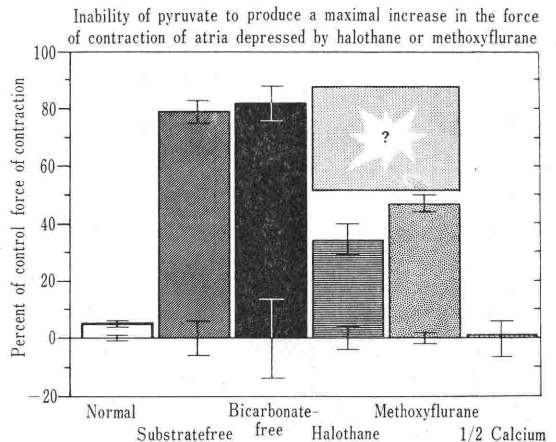 Inability of pyruvate to produce a maximal increase in the force
of contraction of atria depressed by halothane or methoxyflurane
Percent of control force of contraction
100
80
60
40
20
0
-20
?
Normal
Substratefree
Bicarbonate-
free
Halothane
Methoxyflurane
1/2 Calcium